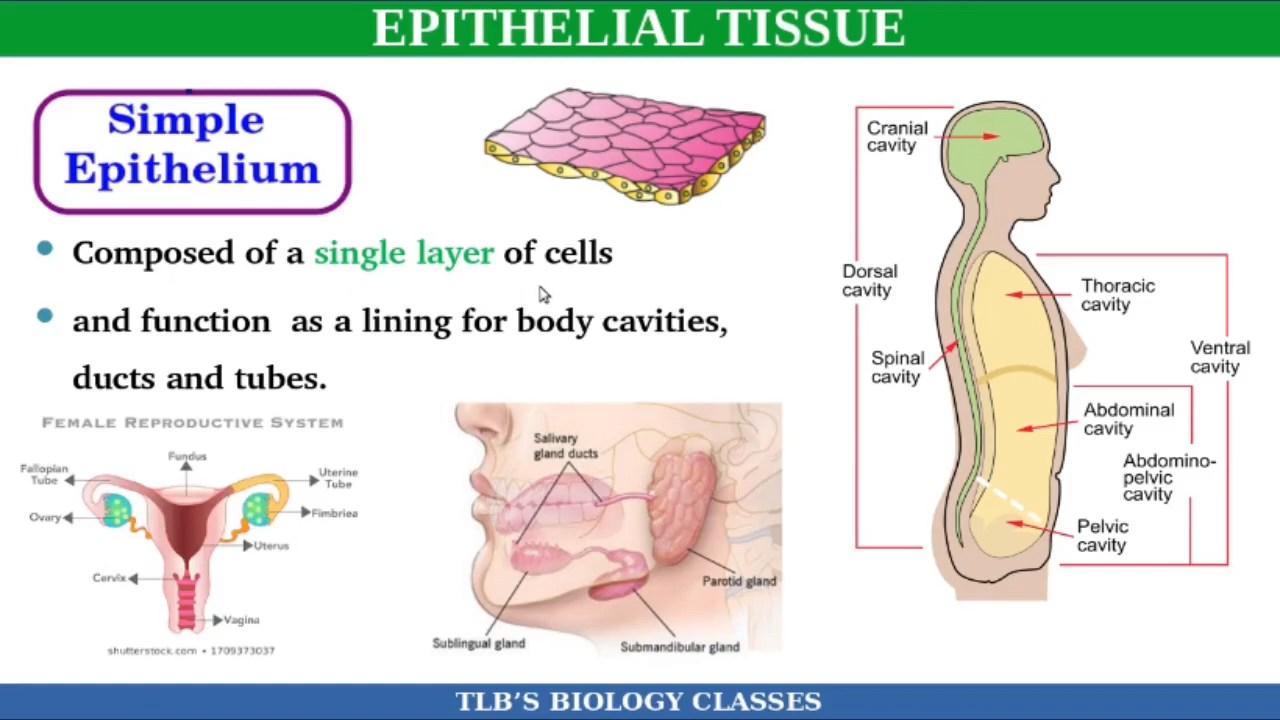 EPITHELIAL TISSUE
Simple
Epithelium
Composed of a single layer of cells
and function as a lining for body cavities,
ducts and tubes.
FEMALE REPRODUCTIVE SYSTEM
Fundus
Fallopian
Tube
Uterine
Tube
Ovary
Fimbriea
Uterus
Cervix
Vagina
shutterstock.com • 1709373037
Salivary
gland ducts
Parotid gland
Sublingual gland
Submandibular gland
Cranial
cavity
Dorsal
cavity
Thoracic
cavity
Spinal
cavity
Ventral
cavity
Abdominal
cavity
Abdomino-
pelvic
cavity
Pelvic
cavity
TLB'S BIOLOGY CLASSES